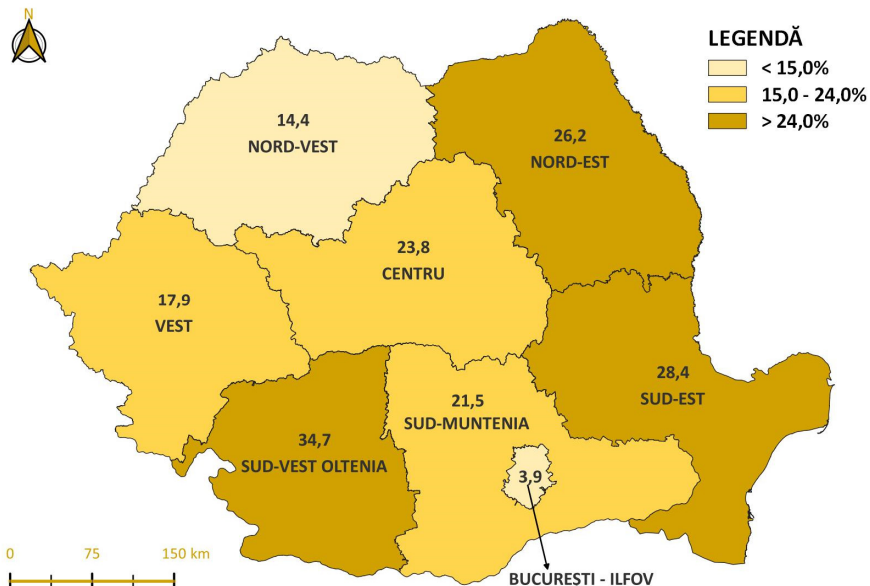 N
LEGENDĂ
< 15,0%
15,0 - 24,0%
> 24,0%
14,4
NORD-VEST
26,2
NORD-EST
23,8
CENTRU
17,9
VEST
28,4
SUD-EST
21,5
SUD-MUNTENIA
34,7
SUD-VEST OLTENIA
3,9
BUCUREȘTI - ILFOV
0 75 150 km